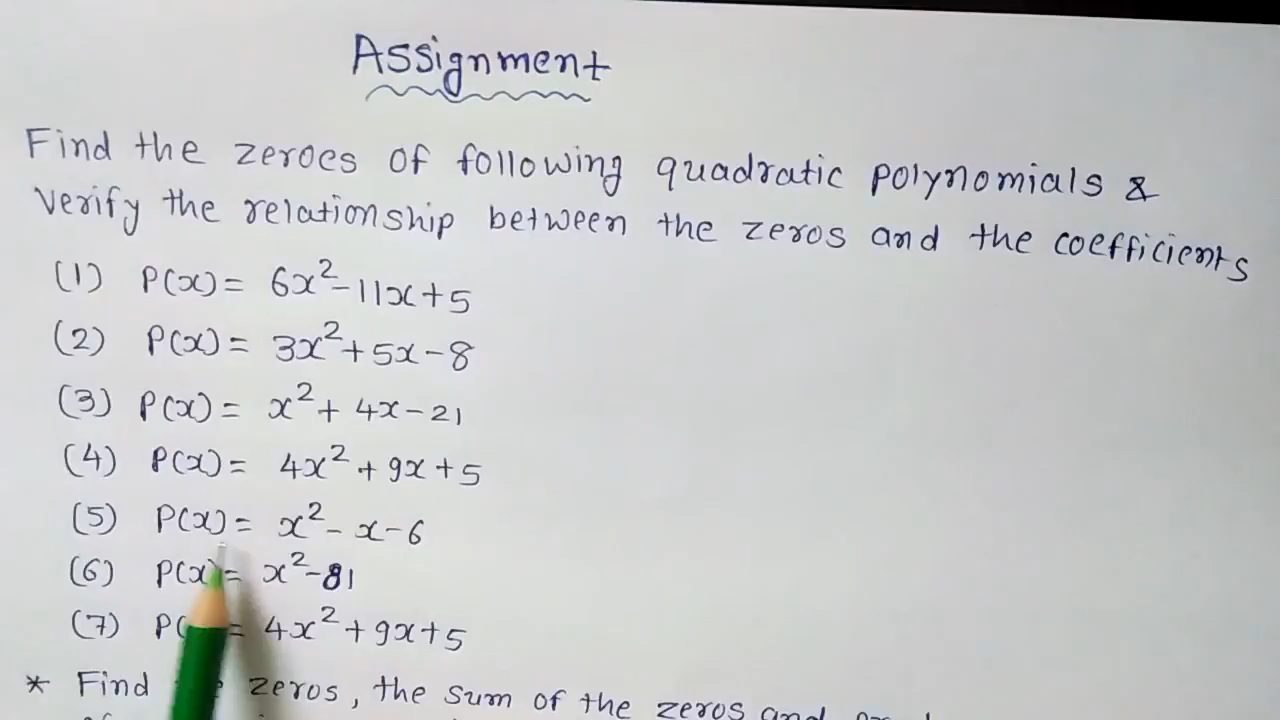 Assignment
Find the zeroes of following quadratic polynomials &
Verify the relationship between the zeros and the coefficients
(1) P(x) = 6x²-11x+5
(2) P(x) = 3x²+5x-8
(3) P(x) = x²+ 4x-21
(4) P(x) = 4x²+9x+5
(5) P(x) = x²-x-6
(6) P(x) = x²-81
(7) P( = 4x²+9x+5
* Find zeros, the sum of the zeros and